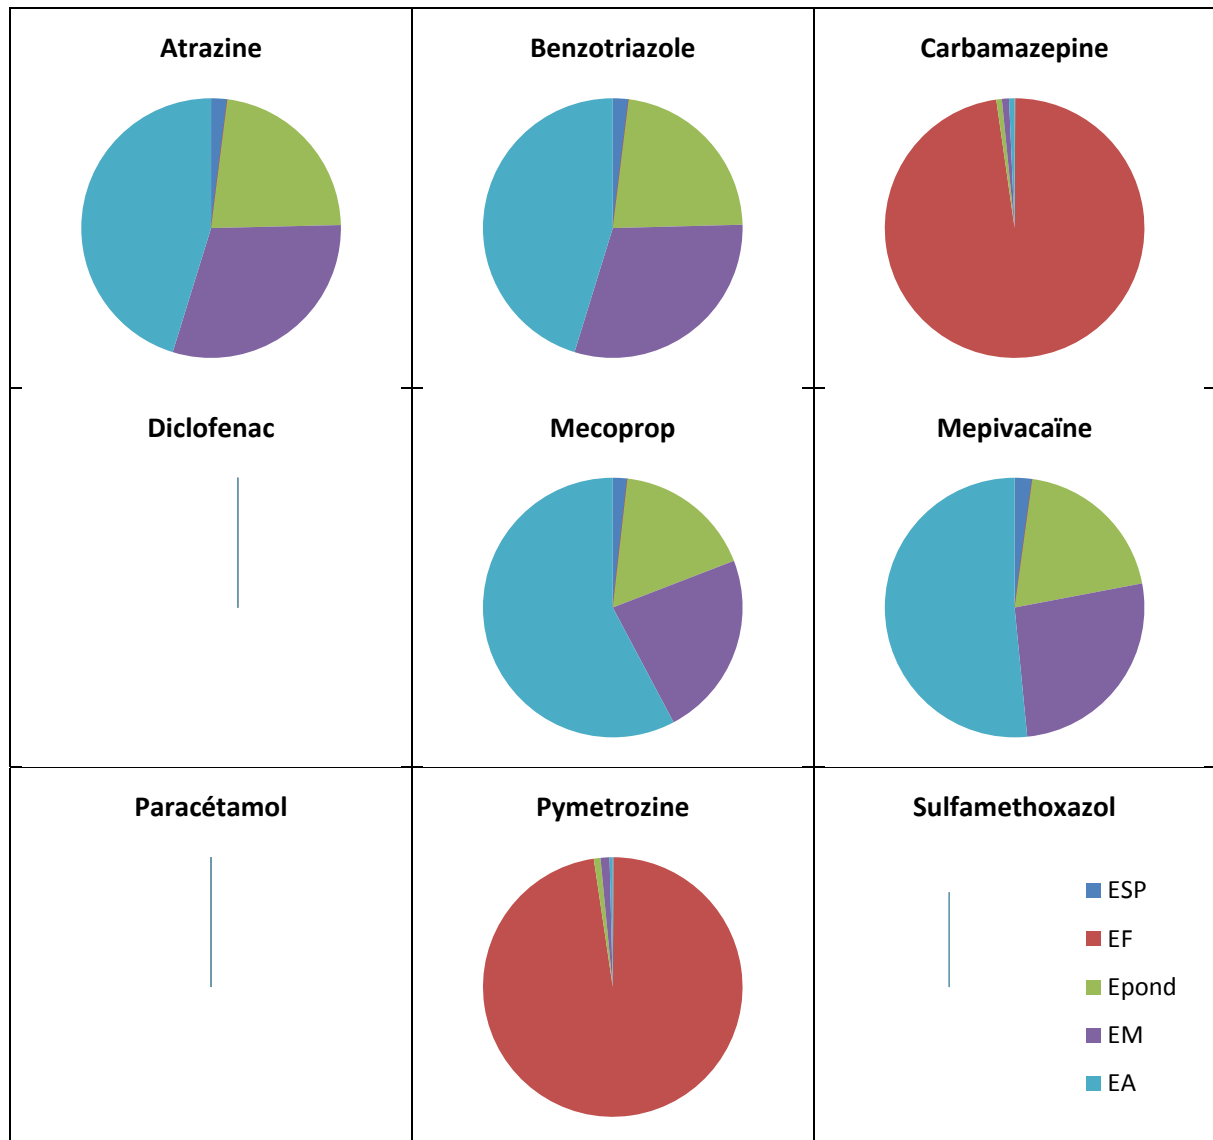 Atrazine
Benzotriazole
Carbamazepine
Diclofenac
Mecoprop
Mepivacaïne
Paracétamol
Pymetrozine
Sulfamethoxazol
ESP
EF
Epond
EM
EA